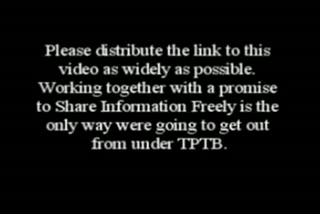 Please distribute the link to this
video as widely as possible.
Working together with a promise
to Share Information Freely is the
only way were going to get out
from under TPTB.